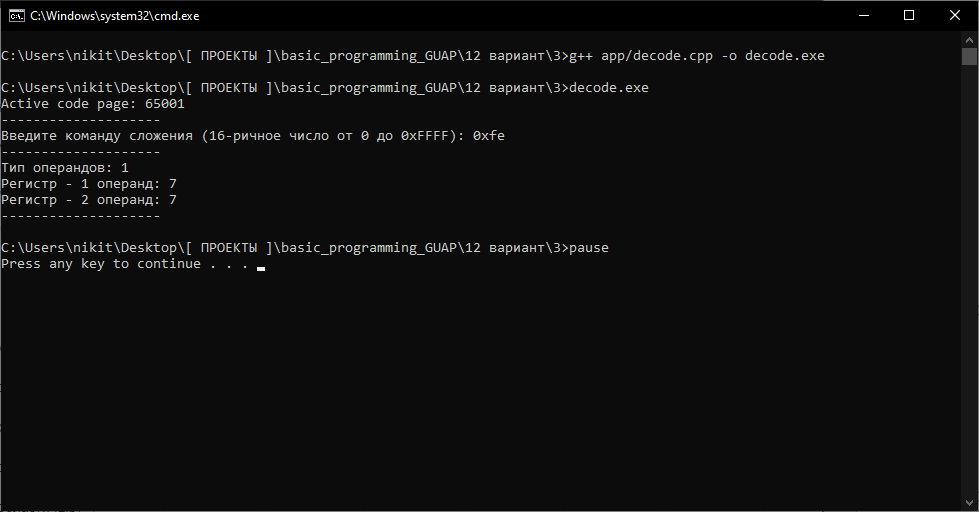 C:\Windows\system32\cmd.exe
C:\Users\nikit\Desktop\[ ПРОЕКТЫ ]\basic_programming_GUAP\12 вариант\3>g++ app/decode.cpp -o decode.exe
C:\Users\nikit\Desktop\[ ПРОЕКТЫ ]\basic_programming_GUAP\12 вариант\3>decode.exe
Active code page: 65001
--------------------
Введите команду сложения (16-ричное число от 0 до 0xFFFF): 0xfe
--------------------
Тип операндов: 1
Регистр - 1 операнд: 7
Регистр - 2 операнд: 7
--------------------
C:\Users\nikit\Desktop\[ ПРОЕКТЫ ]\basic_programming_GUAP\12 вариант\3>pause
Press any key to continue . . .